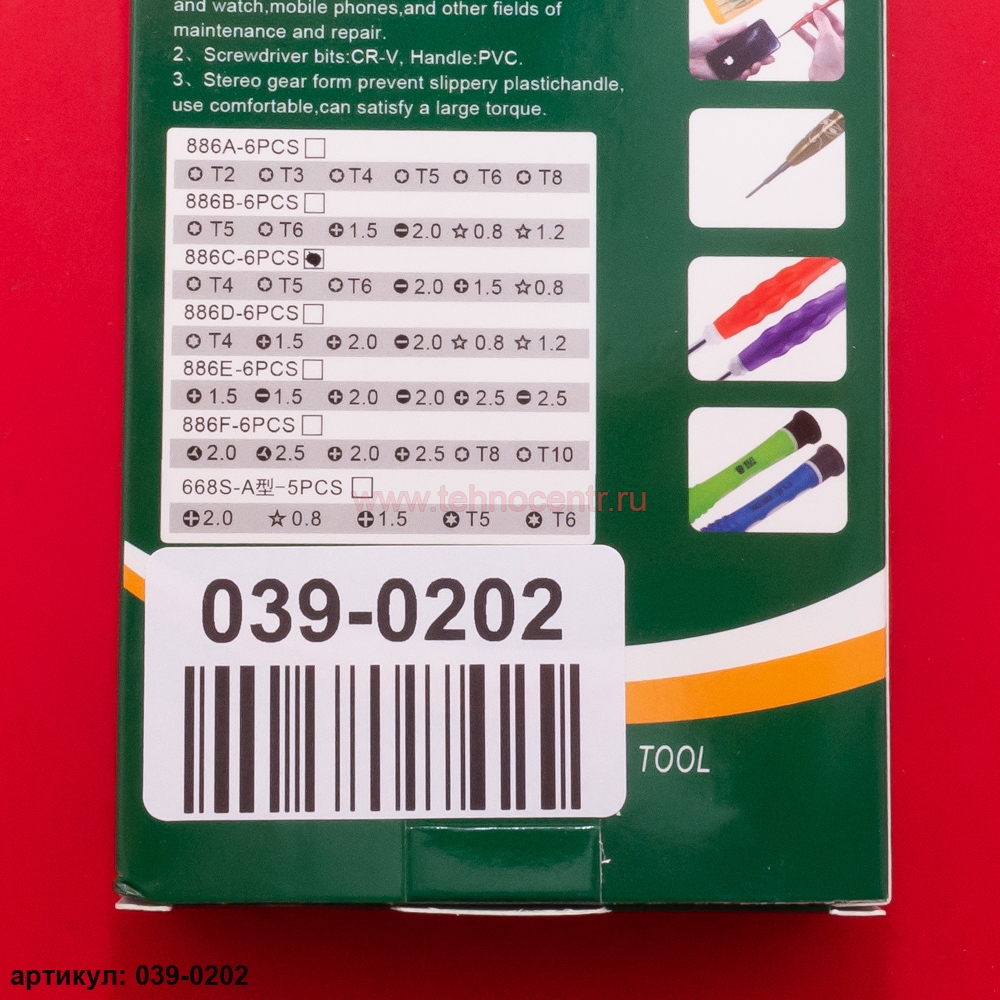 and watch,mobile phones,and other fields of
maintenance and repair.
2、Screwdriver bits:CR-V, Handle:PVC.
3、Stereo gear form prevent slippery plastichandle,
use comfortable,can satisfy a large torque.
886A-6PCS
T2 T3 T4 T5 T6 T8
886B-6PCS
T5 T6 1.5 2.0 0.8 1.2
886C-6PCS
T4 T5 T6 2.0 1.5 0.8
886D-6PCS
T4 1.5 2.0 2.0 0.8 1.2
886E-6PCS
1.5 1.5 2.0 2.0 2.5 2.5
886F-6PCS
2.0 2.5 2.0 2.5 T8 T10
668S-A型-5PCS
www.tehnocentr.ru
2.0 0.8 1.5 T5 T6
039-0202
TOOL
артикул: 039-0202